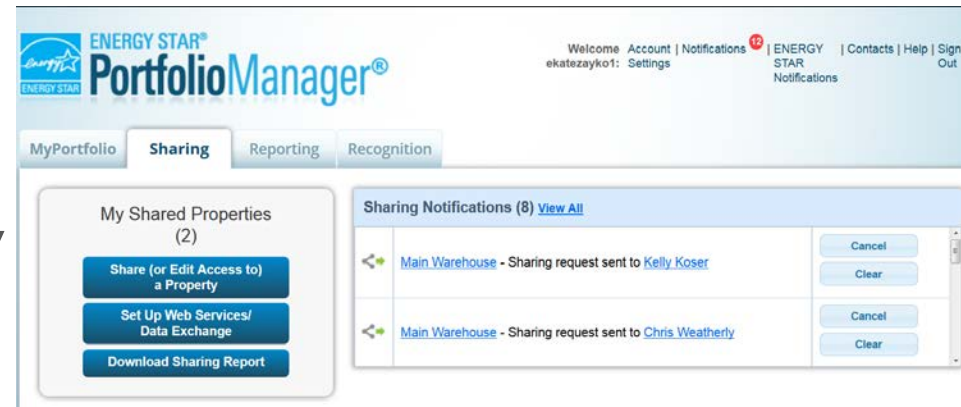 ENERGY STAR®
PortfolioManager®
energy
ENERGY STAR
Welcome
ekatezayko1:
Account
Settings
| Notifications 12
| ENERGY
STAR
Notifications
| Contacts | Help | Sign
Out
MyPortfolio Sharing Reporting Recognition
My Shared Properties
(2)
Share (or Edit Access to)
a Property
Set Up Web Services/
Data Exchange
Download Sharing Report
Sharing Notifications (8) View All
Main Warehouse - Sharing request sent to Kelly Koser
Cancel
Clear
Main Warehouse - Sharing request sent to Chris Weatherly
Cancel
Clear